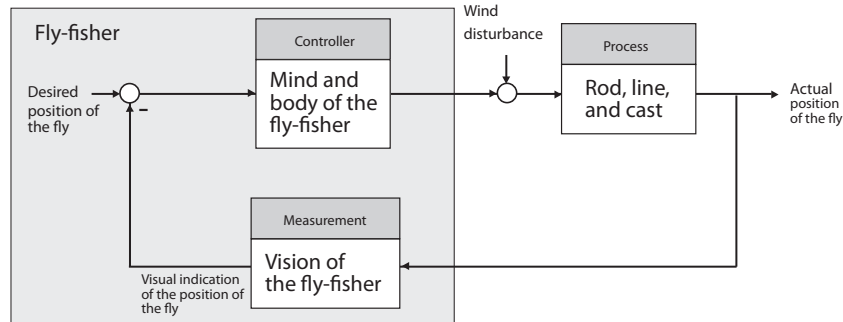 Fly-fisher
Wind
disturbance
Controller
Mind and
body of the
fly-fisher
Process
Rod, line,
and cast
Desired
position of
the fly
–
Actual
position
of the fly
Measurement
Vision of
the fly-fisher
Visual indication
of the position of
the fly